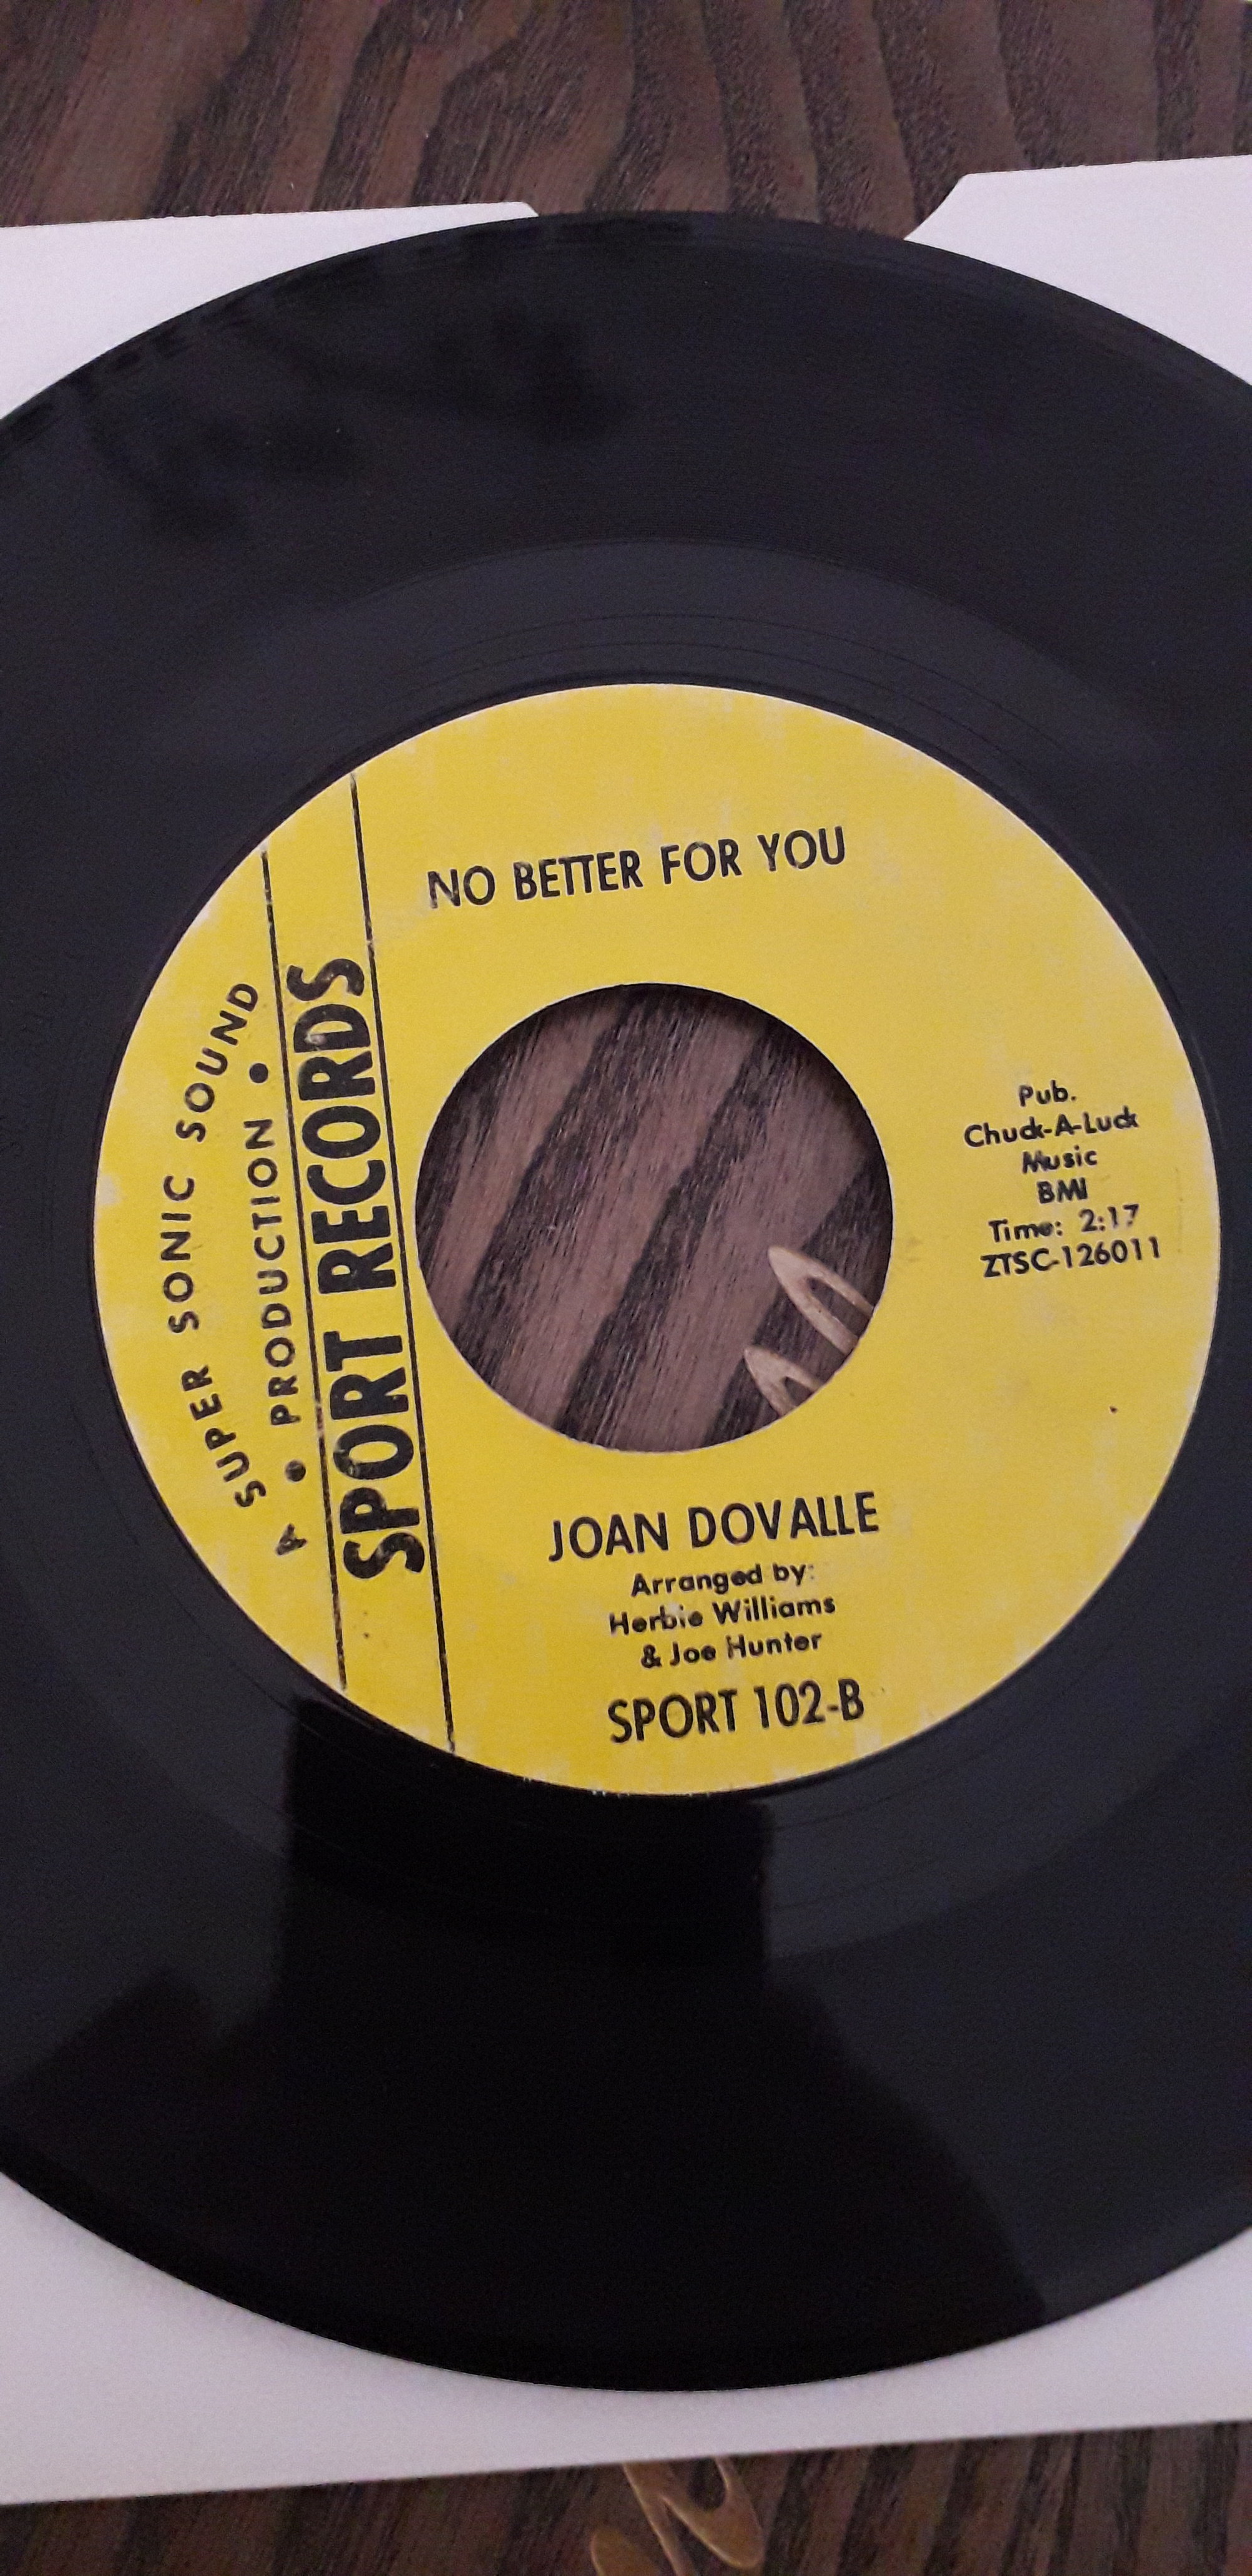 NO BETTER FOR YOU
A SUPER SONIC SOUND
• PRODUCTION •
SPORT RECORDS
Pub.
Chuck-A-Luck
Music
BMI
Time: 2:17
ZTSC-126011
JOAN DOVALLE
Arranged by:
Herbie Williams
& Joe Hunter
SPORT 102-B